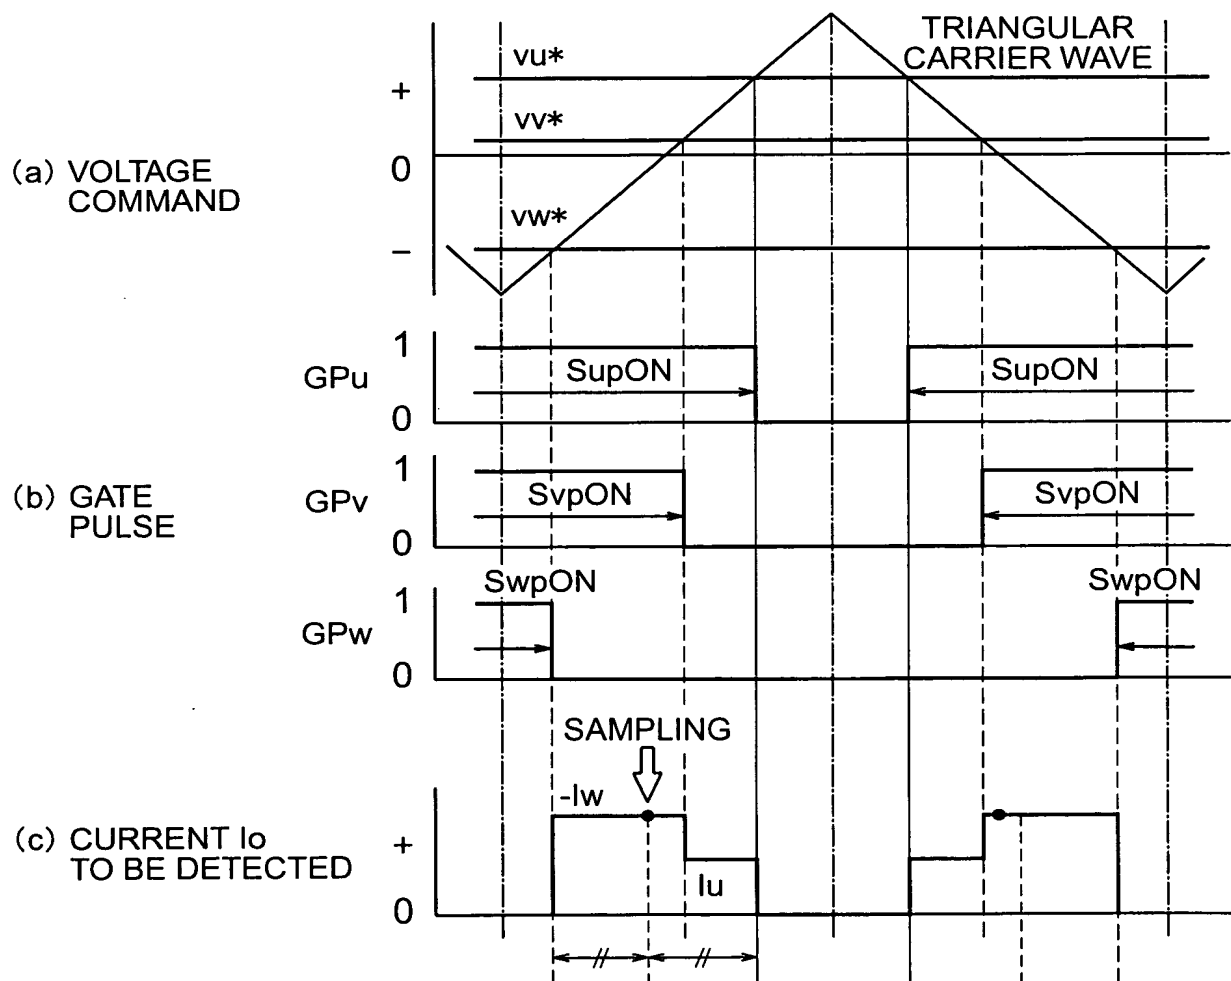 TRIANGULAR
CARRIER WAVE
vu*
+
vv*
0
(a) VOLTAGE
COMMAND
vw*
−
1
SupON
SupON
GPu
0
1
SvpON
SvpON
(b) GATE
PULSE
GPv
0
SwpON
SwpON
1
GPw
0
SAMPLING
-Iw
(c) CURRENT Io
TO BE DETECTED
+
Iu
0